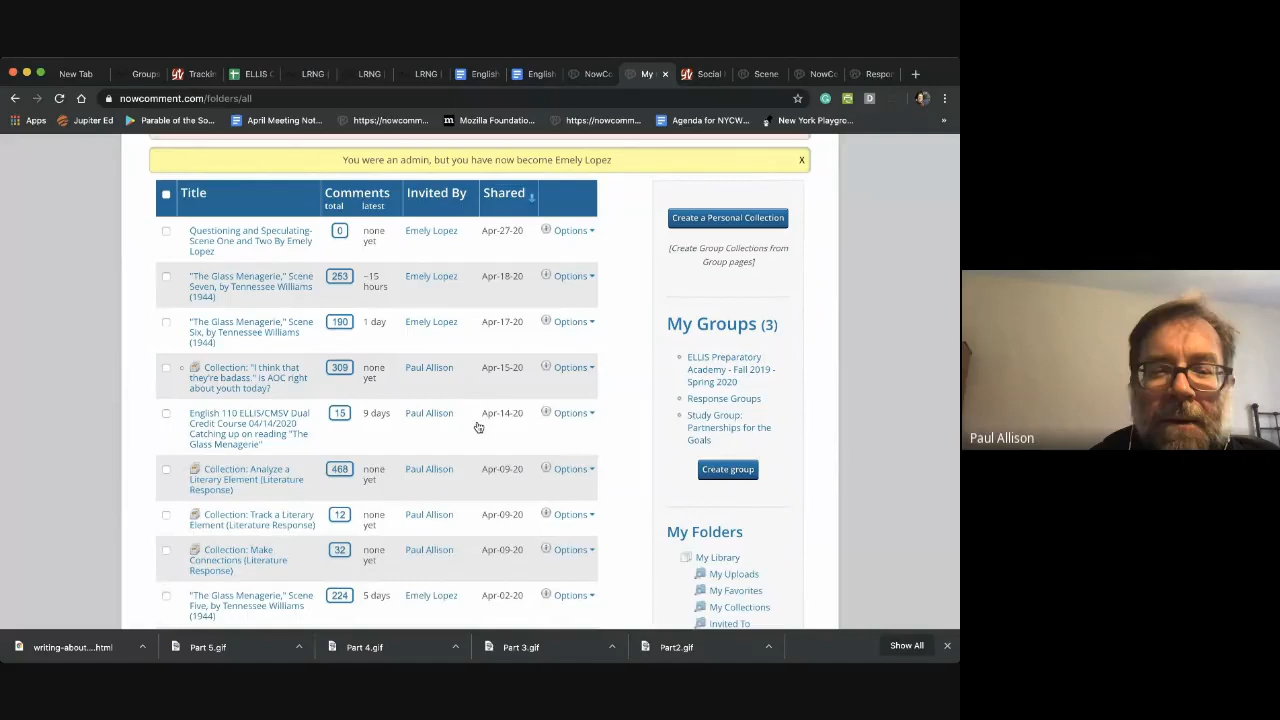 New Tab
Groups
Trackin
ELLIS
LRNG
LRNG
LRNG
English
English
NowCo
My
Social
Scene
NowCo
Respor
nowcomment.com/folders/all
Apps
Jupiter Ed
Parable of the So...
April Meeting Not...
https://nowcomm...
Mozilla Foundatio...
https://nowcomm...
Agenda for NYCW...
New York Playgro...
»
You were an admin, but you have now become Emely Lopez
X
Title
Comments
total latest
Invited By
Shared
Questioning and Speculating-
Scene One and Two By Emely
Lopez
0
none
yet
Emely Lopez
Apr-27-20
Options
"The Glass Menagerie," Scene
Seven, by Tennessee Williams
(1944)
253
~15
hours
Emely Lopez
Apr-18-20
Options
"The Glass Menagerie," Scene
Six, by Tennessee Williams
(1944)
190
1 day
Emely Lopez
Apr-17-20
Options
Collection: "I think that
they're badass." Is AOC right
about youth today?
309
none
yet
Paul Allison
Apr-15-20
Options
English 110 ELLIS/CMSV Dual
Credit Course 04/14/2020
Catching up on reading "The
Glass Menagerie"
15
9 days
Paul Allison
Apr-14-20
Options
Collection: Analyze a
Literary Element (Literature
Response)
468
none
yet
Paul Allison
Apr-09-20
Options
Collection: Track a Literary
Element (Literature Response)
12
none
yet
Paul Allison
Apr-09-20
Options
Collection: Make
Connections (Literature
Response)
32
none
yet
Paul Allison
Apr-09-20
Options
"The Glass Menagerie," Scene
Five, by Tennessee Williams
(1944)
224
5 days
Emely Lopez
Apr-02-20
Options
Create a Personal Collection
[Create Group Collections from
Group pages]
My Groups (3)
ELLIS Preparatory
Academy - Fall 2019 -
Spring 2020
Response Groups
Study Group:
Partnerships for the
Goals
Create group
My Folders
My Library
My Uploads
My Favorites
My Collections
Invited To
writing-about....html
Part 5.gif
Part 4.gif
Part 3.gif
Part2.gif
Show All
Paul Allison